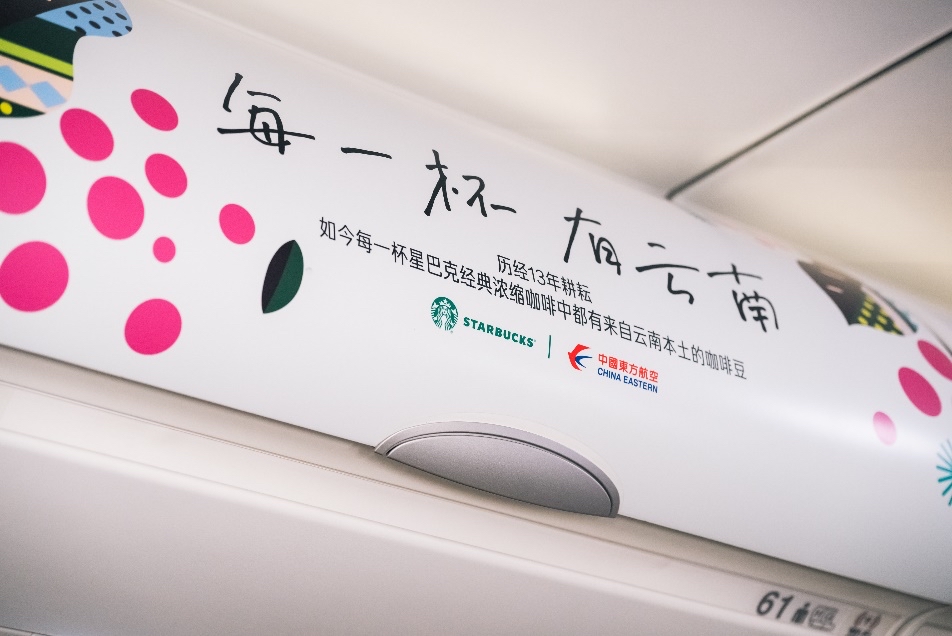 每一杯 有云南
历经13年耕耘
如今每一杯星巴克经典浓缩咖啡中都有来自云南本土的咖啡豆
STARBUCKS
中國東方航空
CHINA EASTERN
61